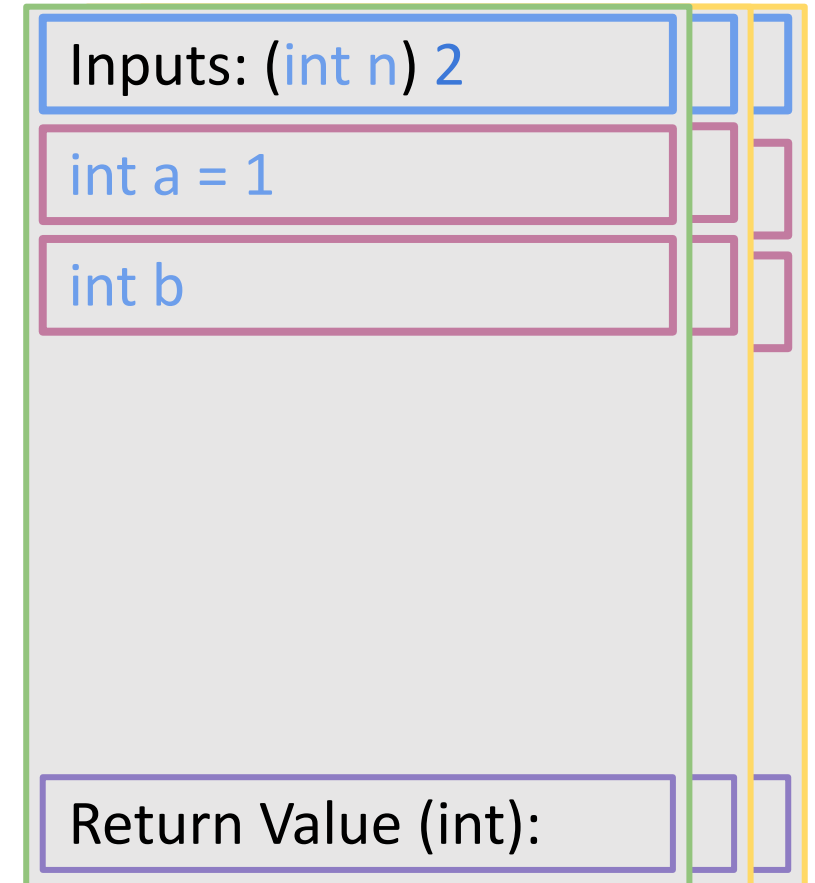 Inputs: (int n) 2
int a = 1
int b
Return Value (int):